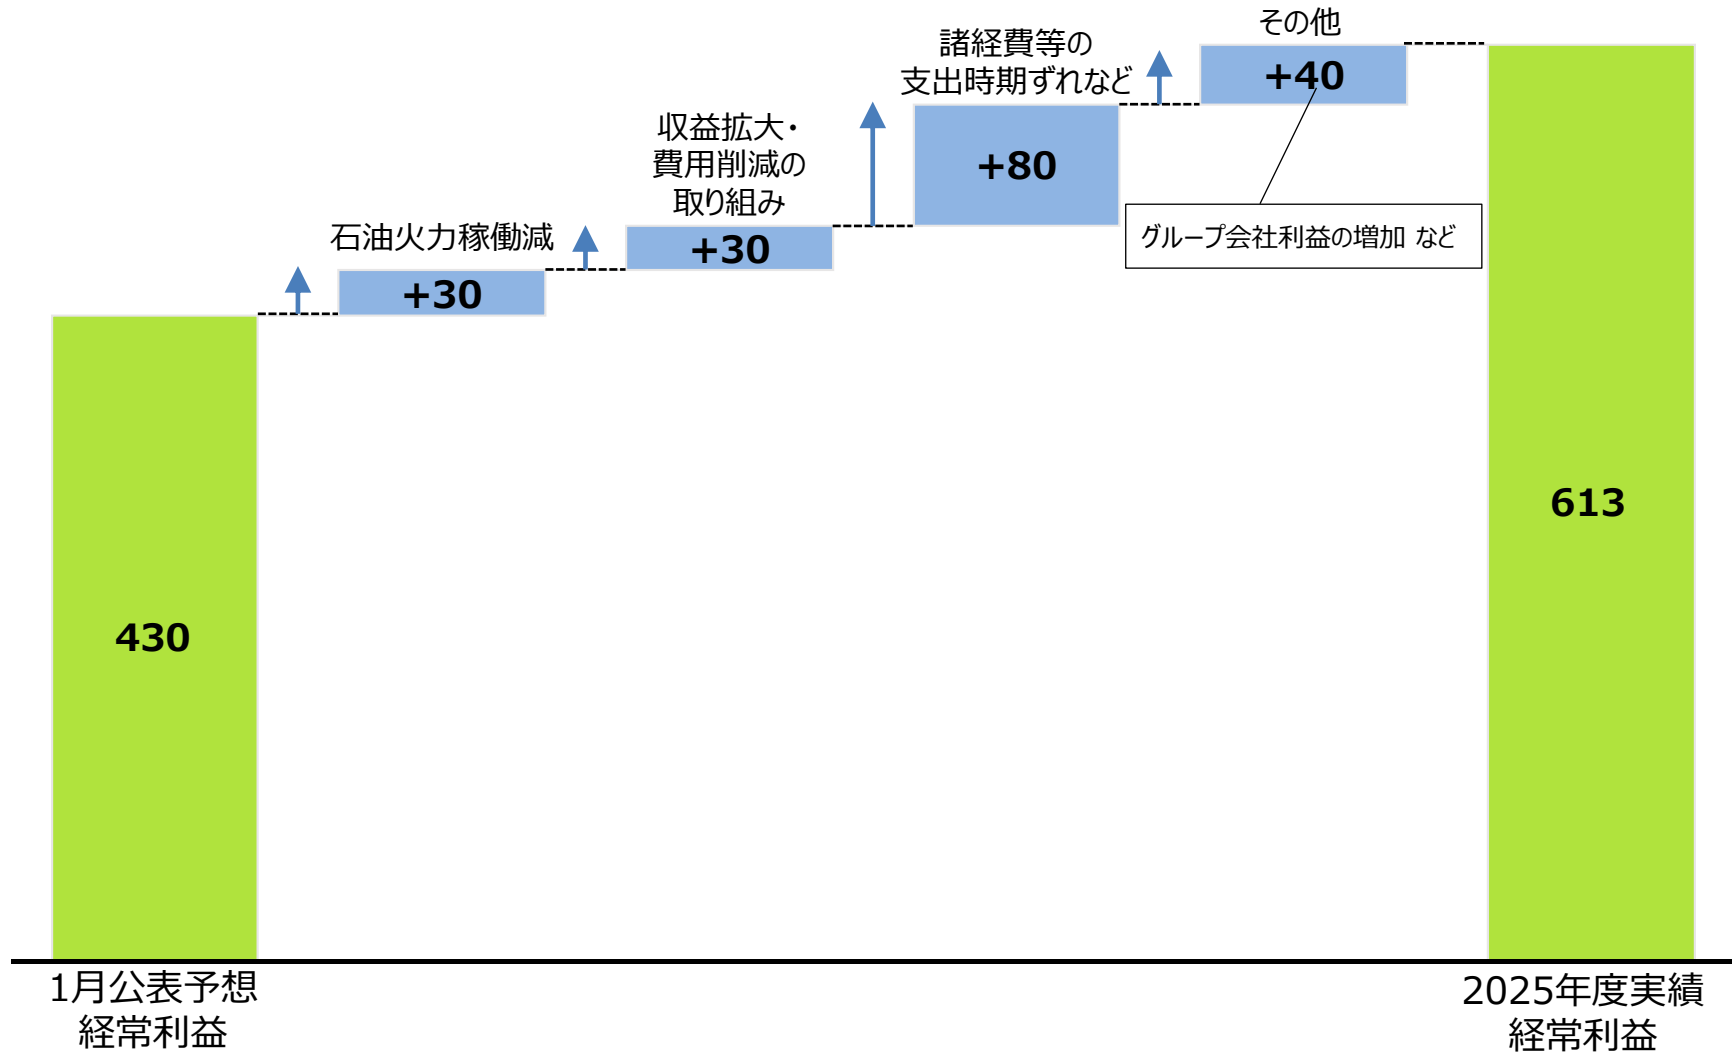 その他
+40
諸経費等の
支出時期ずれなど
+80
グループ会社利益の増加 など
収益拡大・
費用削減の
取り組み
+30
石油火力稼働減
+30
430
613
1月公表予想
経常利益
2025年度実績
経常利益